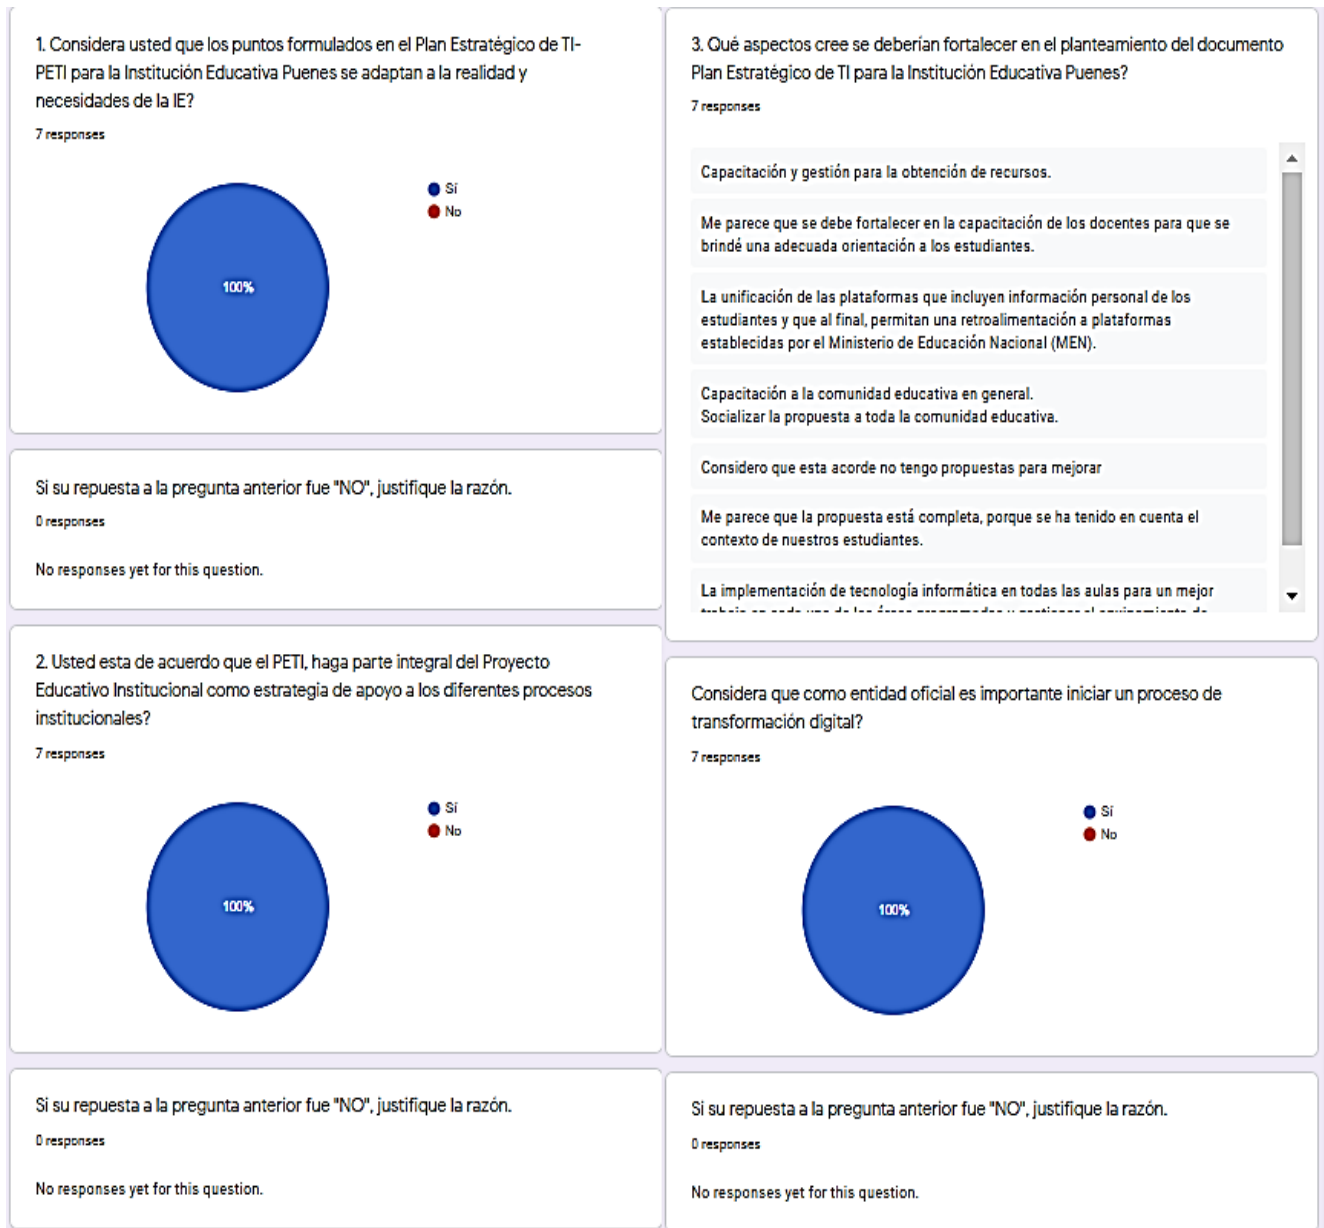 1. Considera usted que los puntos formulados en el Plan Estratégico de TI-
PETI para la Institución Educativa Puenes se adaptan a la realidad y
necesidades de la IE?
7 responses
Sí
No
100%
Si su repuesta a la pregunta anterior fue "NO", justifique la razón.
0 responses
No responses yet for this question.
2. Usted esta de acuerdo que el PETI, haga parte integral del Proyecto
Educativo Institucional como estrategia de apoyo a los diferentes procesos
institucionales?
7 responses
Sí
No
100%
Si su repuesta a la pregunta anterior fue "NO", justifique la razón.
0 responses
No responses yet for this question.
3. Qué aspectos cree se deberían fortalecer en el planteamiento del documento
Plan Estratégico de TI para la Institución Educativa Puenes?
7 responses
Capacitación y gestión para la obtención de recursos.
Me parece que se debe fortalecer en la capacitación de los docentes para que se
brindé una adecuada orientación a los estudiantes.
La unificación de las plataformas que incluyen información personal de los
estudiantes y que al final, permitan una retroalimentación a plataformas
establecidas por el Ministerio de Educación Nacional (MEN).
Capacitación a la comunidad educativa en general.
Socializar la propuesta a toda la comunidad educativa.
Considero que esta acorde no tengo propuestas para mejorar
Me parece que la propuesta está completa, porque se ha tenido en cuenta el
contexto de nuestros estudiantes.
La implementación de tecnología informática en todas las aulas para un mejor
Considera que como entidad oficial es importante iniciar un proceso de
transformación digital?
7 responses
Sí
No
100%
Si su repuesta a la pregunta anterior fue "NO", justifique la razón.
0 responses
No responses yet for this question.